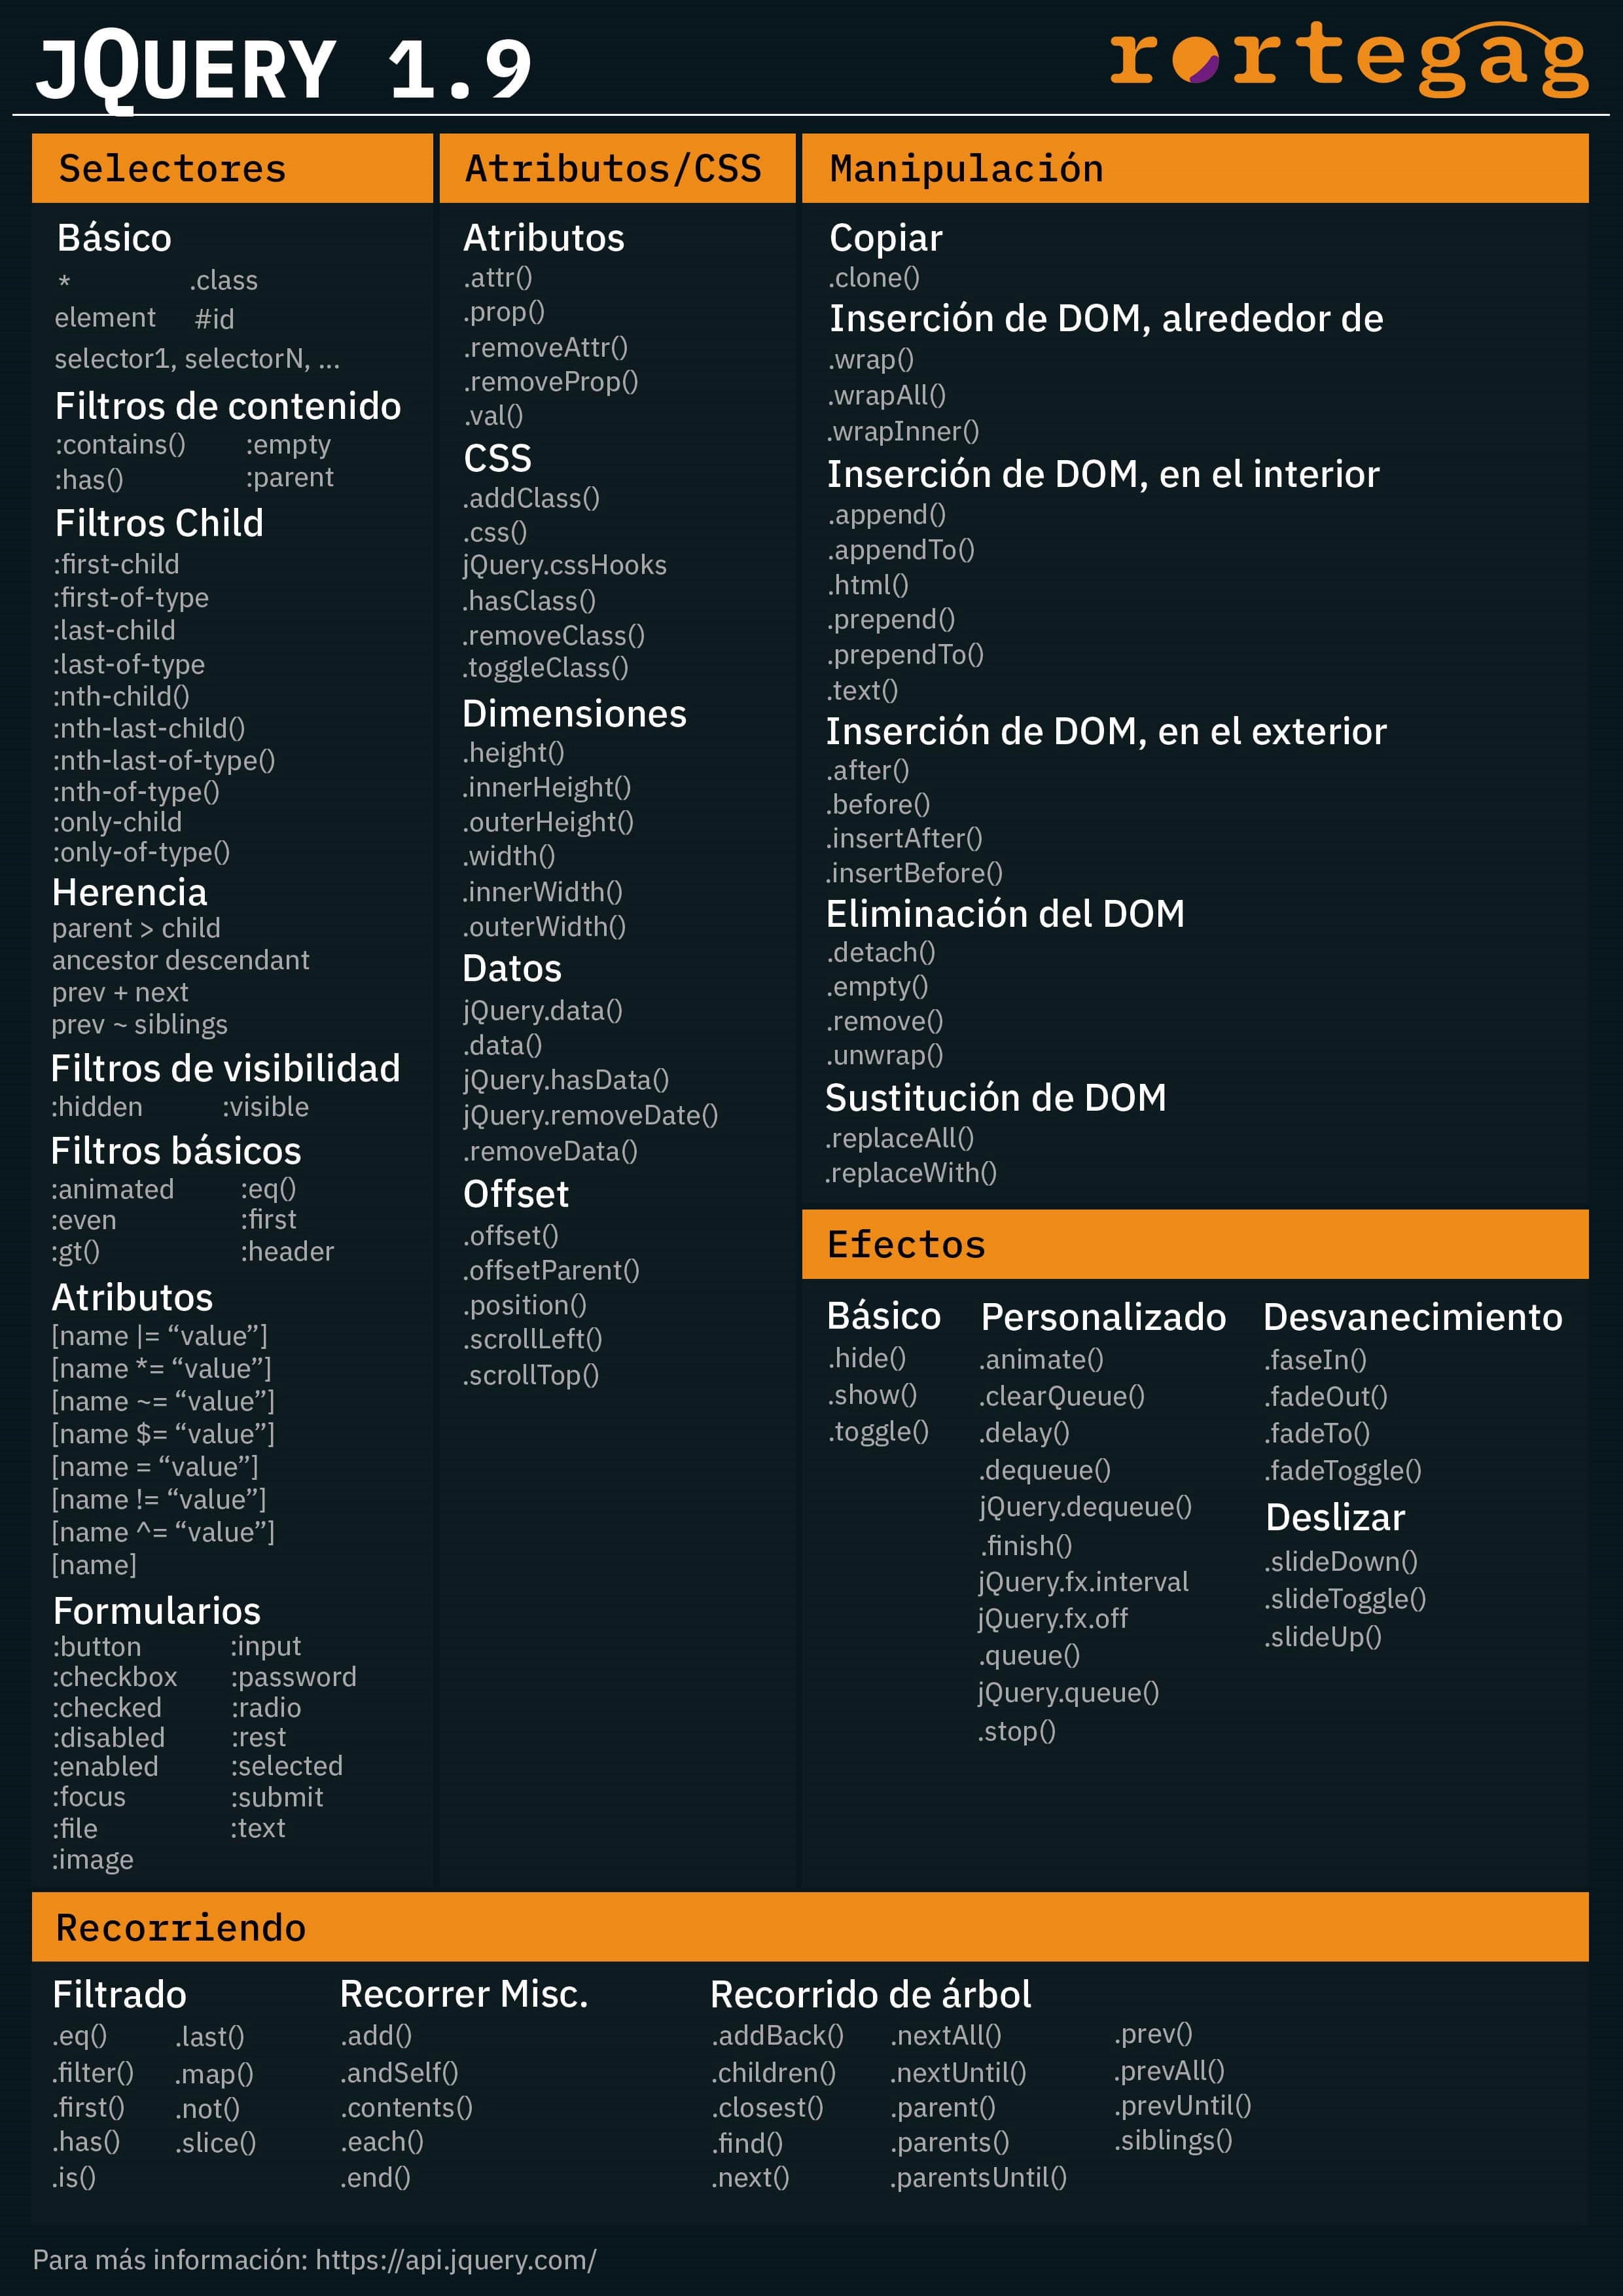 JQUERY 1.9
rortegag
Selectores
Básico
* .class
element #id
selector1, selectorN, ...
Filtros de contenido
:contains() :empty
:has() :parent
Filtros Child
:first-child
:first-of-type
:last-child
:last-of-type
:nth-child()
:nth-last-child()
:nth-last-of-type()
:nth-of-type()
:only-child
:only-of-type()
Herencia
parent > child
ancestor descendant
prev + next
prev ~ siblings
Filtros de visibilidad
:hidden :visible
Filtros básicos
:animated :eq()
:even :first
:gt() :header
Atributos
[name |= “value”]
[name *= “value”]
[name ~= “value”]
[name $= “value”]
[name = “value”]
[name != “value”]
[name ^= “value”]
[name]
Formularios
:button :input
:checkbox :password
:checked :radio
:disabled :rest
:enabled :selected
:focus :submit
:file :text
:image
Atributos/CSS
Atributos
.attr()
.prop()
.removeAttr()
.removeProp()
.val()
CSS
.addClass()
.css()
jQuery.cssHooks
.hasClass()
.removeClass()
.toggleClass()
Dimensiones
.height()
.innerHeight()
.outerHeight()
.width()
.innerWidth()
.outerWidth()
Datos
jQuery.data()
.data()
jQuery.hasData()
jQuery.removeDate()
.removeData()
Offset
.offset()
.offsetParent()
.position()
.scrollLeft()
.scrollTop()
Manipulación
Copiar
.clone()
Inserción de DOM, alrededor de
.wrap()
.wrapAll()
.wrapInner()
Inserción de DOM, en el interior
.append()
.appendTo()
.html()
.prepend()
.prependTo()
.text()
Inserción de DOM, en el exterior
.after()
.before()
.insertAfter()
.insertBefore()
Eliminación del DOM
.detach()
.empty()
.remove()
.unwrap()
Sustitución de DOM
.replaceAll()
.replaceWith()
Efectos
Básico
.hide()
.show()
.toggle()
Personalizado
.animate()
.clearQueue()
.delay()
.dequeue()
jQuery.dequeue()
.finish()
jQuery.fx.interval
jQuery.fx.off
.queue()
jQuery.queue()
.stop()
Desvanecimiento
.faseIn()
.fadeOut()
.fadeTo()
.fadeToggle()
Deslizar
.slideDown()
.slideToggle()
.slideUp()
Recorriendo
Filtrado
.eq() .last()
.filter() .map()
.first() .not()
.has() .slice()
.is()
Recorrer Misc.
.add()
.andSelf()
.contents()
.each()
.end()
Recorrido de árbol
.addBack() .nextAll() .prev()
.children() .nextUntil() .prevAll()
.closest() .parent() .prevUntil()
.find() .parents() .siblings()
.next() .parentsUntil()
Para más información: https://api.jquery.com/